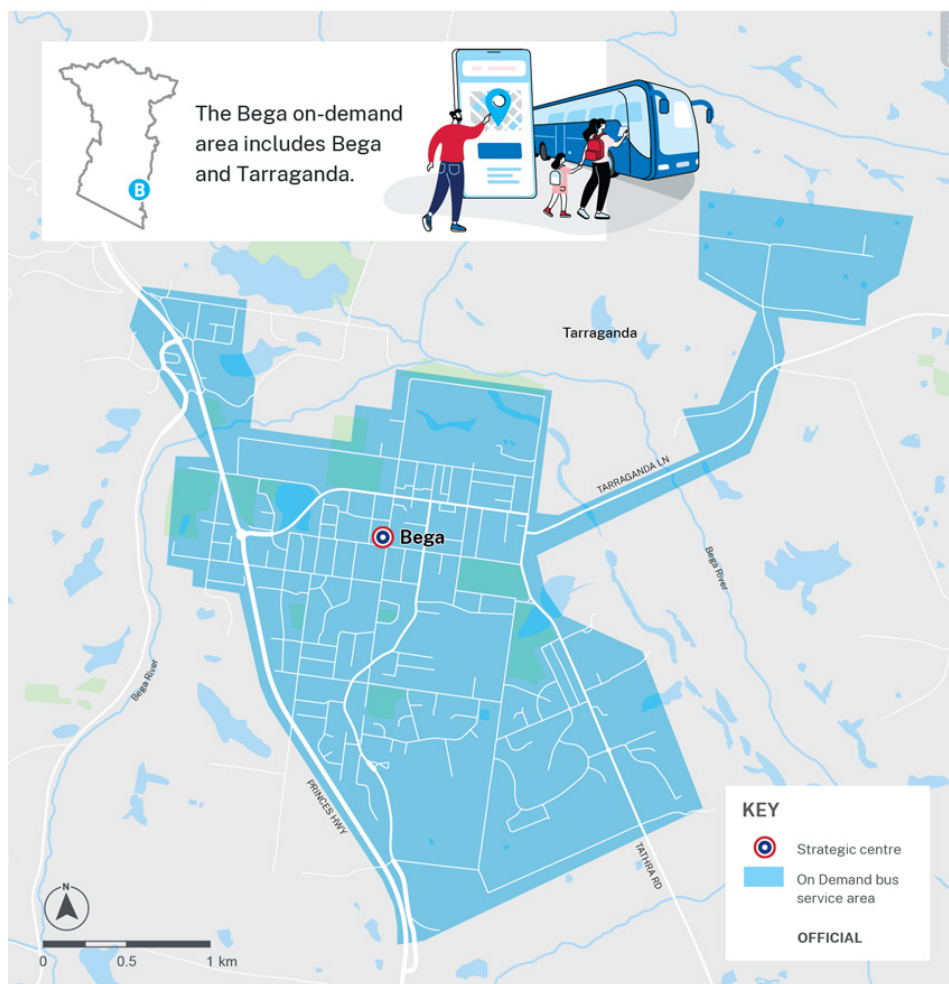 The Bega on-demand
area includes Bega
and Tarraganda.
B
Tarraganda
TARRAGANDA LN
Bega
Bega River
Bega River
PRINCES HWY
TATHRA RD
KEY
Strategic centre
On Demand bus
service area
OFFICIAL
N
0 0.5 1 km